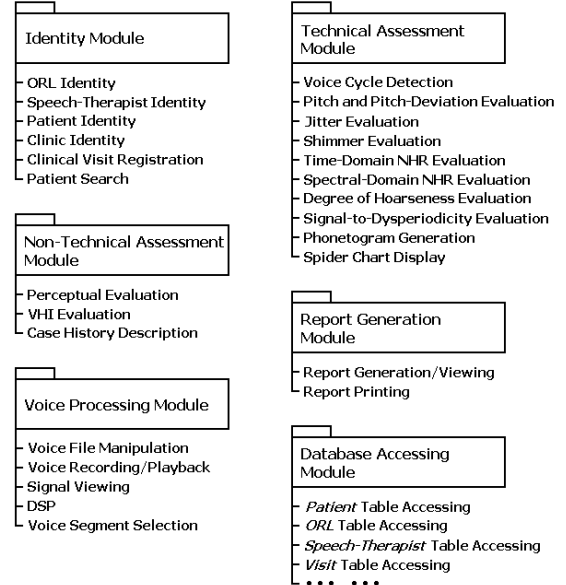 Identity Module
ORL Identity
Speech-Therapist Identity
Patient Identity
Clinic Identity
Clinical Visit Registration
Patient Search
Non-Technical Assessment
Module
Perceptual Evaluation
VHI Evaluation
Case History Description
Voice Processing Module
Voice File Manipulation
Voice Recording/Playback
Signal Viewing
DSP
Voice Segment Selection
Technical Assessment
Module
Voice Cycle Detection
Pitch and Pitch-Deviation Evaluation
Jitter Evaluation
Shimmer Evaluation
Time-Domain NHR Evaluation
Spectral-Domain NHR Evaluation
Degree of Hoarseness Evaluation
Signal-to-Dysperiodicity Evaluation
Phonetogram Generation
Spider Chart Display
Report Generation
Module
Report Generation/Viewing
Report Printing
Database Accessing
Module
Patient Table Accessing
ORL Table Accessing
Speech-Therapist Table Accessing
Visit Table Accessing
••• •••